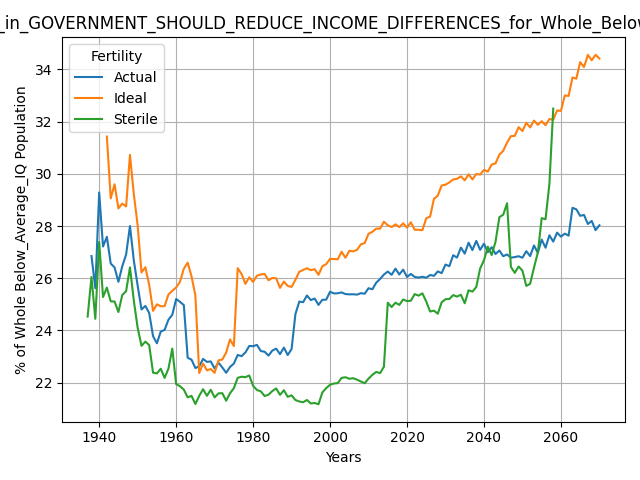 _in_GOVERNMENT_SHOULD_REDUCE_INCOME_DIFFERENCES_for_Whole_Below
Fertility
Actual
Ideal
Sterile
% of Whole Below_Average_IQ Population
34
32
30
28
26
24
22
1940
1960
1980
2000
2020
2040
2060
Years